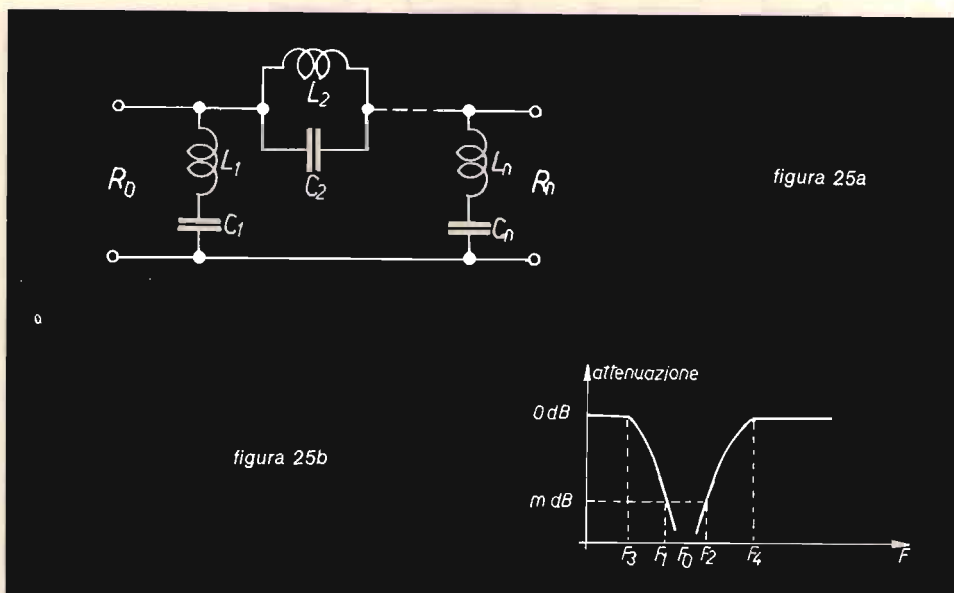 L2
C2
R0
L1
C1
Ln
Cn
Rn
figura 25a
figura 25b
attenuazione
0 dB
m dB
F3
F1
F0
F2
F4
F